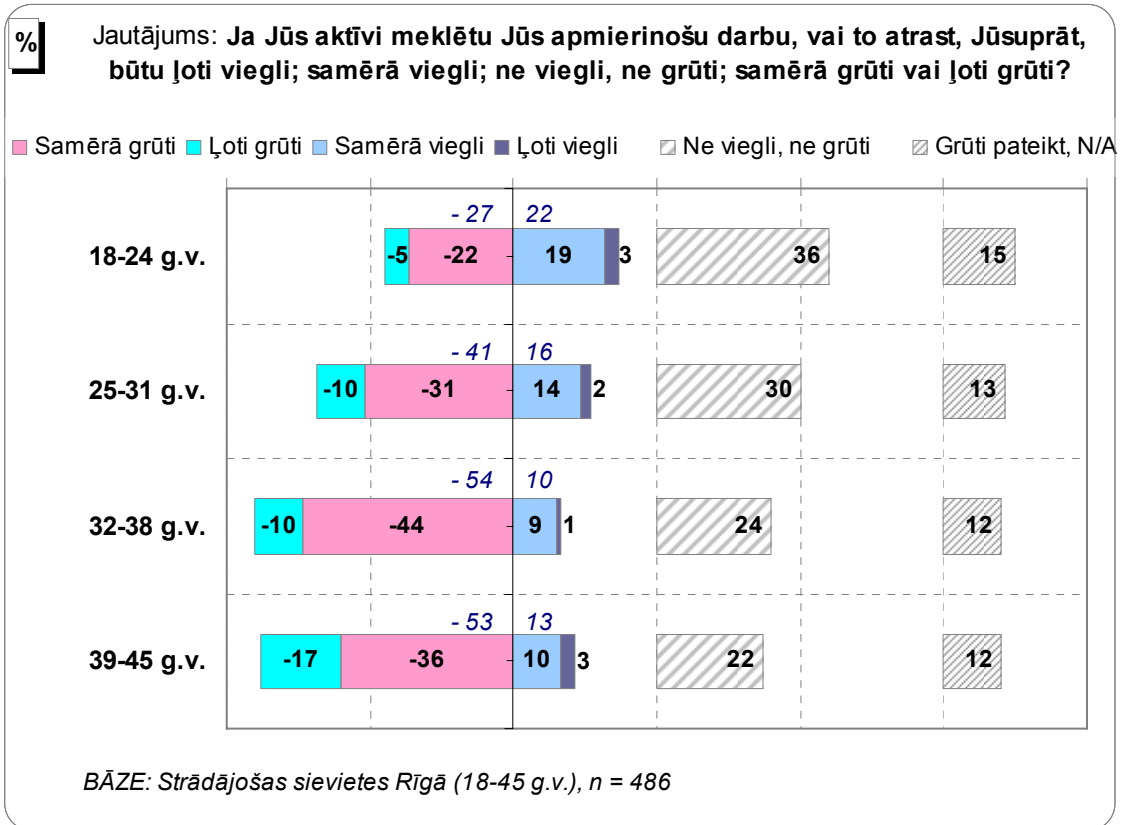 %
Jautājums: Ja Jūs aktīvi meklētu Jūs apmierinošu darbu, vai to atrast, Jūsuprāt,
būtu ļoti viegli; samērā viegli; ne viegli, ne grūti; samērā grūti vai ļoti grūti?
Samērā grūti Ļoti grūti Samērā viegli Ļoti viegli Ne viegli, ne grūti Grūti pateikt, N/A
- 27 22
18-24 g.v. -5 -22 19 3 36 15
- 41 16
25-31 g.v. -10 -31 14 2 30 13
- 54 10
32-38 g.v. -10 -44 9 1 24 12
- 53 13
39-45 g.v. -17 -36 10 3 22 12
BĀZE: Strādājošas sievietes Rīgā (18-45 g.v.), n = 486